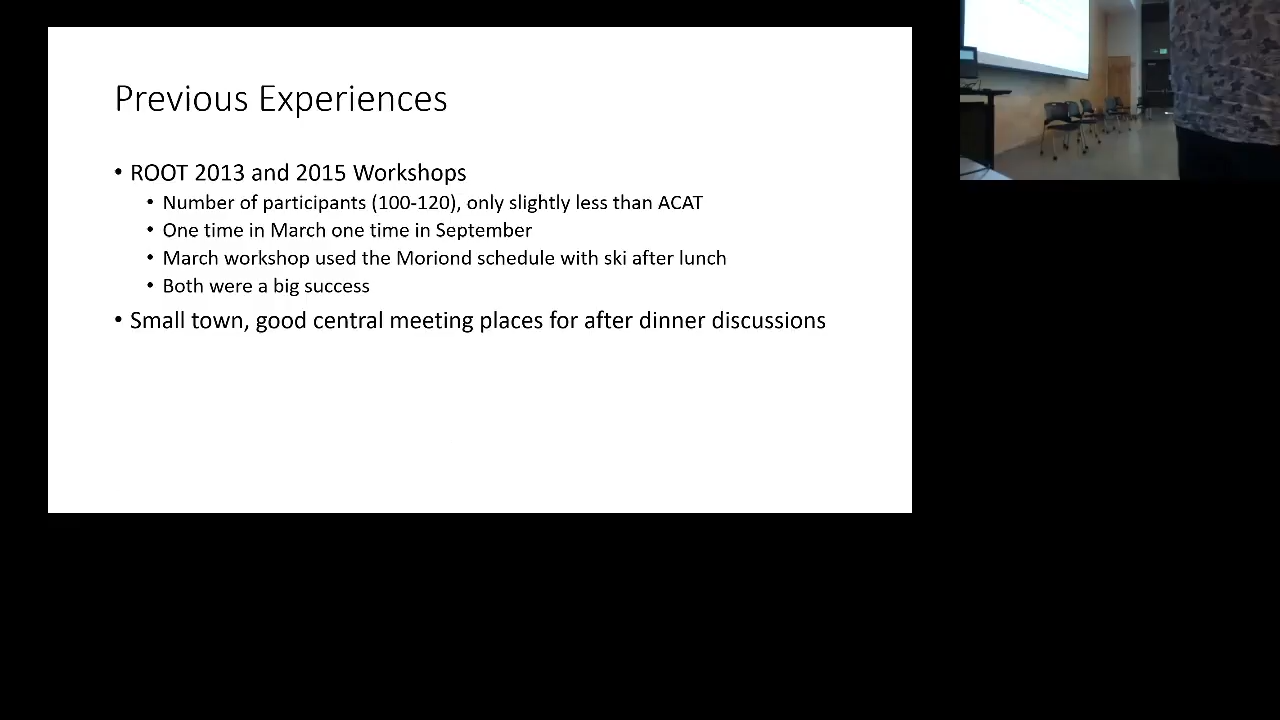 Previous Experiences
• ROOT 2013 and 2015 Workshops
• Number of participants (100-120), only slightly less than ACAT
• One time in March one time in September
• March workshop used the Moriond schedule with ski after lunch
• Both were a big success
• Small town, good central meeting places for after dinner discussions